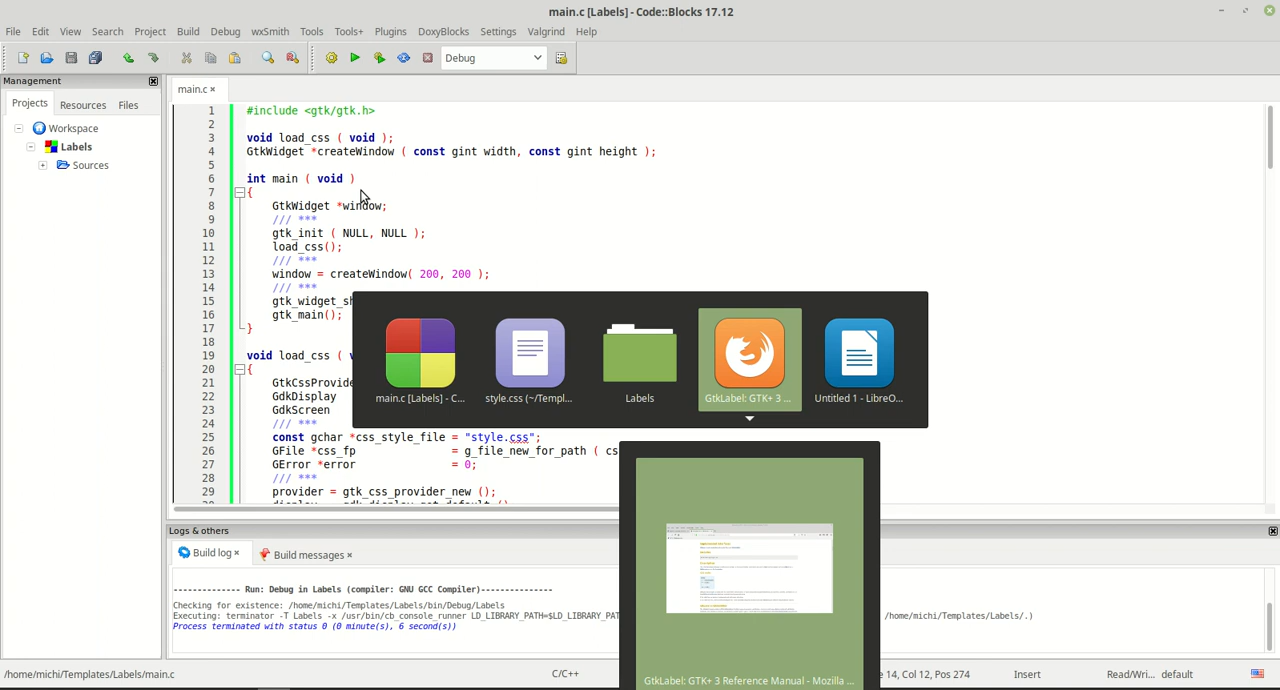 main.c [Labels] - Code::Blocks 17.12
File Edit View Search Project Build Debug wxSmith Tools Tools+ Plugins DoxyBlocks Settings Valgrind Help
Debug
Management
Projects Resources Files
Workspace
Labels
Sources
main.c
1 #include <gtk/gtk.h>
2
3 void load_css ( void );
4 GtkWidget *createWindow ( const gint width, const gint height );
5
6 int main ( void )
7 {
8 GtkWidget *window;
9 /// ***
10 gtk_init ( NULL, NULL );
11 load_css();
12 /// ***
13 window = createWindow( 200, 200 );
14 /// ***
15 gtk_widget_sh
16 gtk_main();
17 }
18
19 void load_css ( v
20 {
21 GtkCssProvide
22 GdkDisplay
23 GdkScreen
24 /// ***
25 const gchar *css_style_file = "style.css";
26 GFile *css_fp = g_file_new_for_path ( cs
27 GError *error = 0;
28 /// ***
29 provider = gtk_css_provider_new ();
main.c [Labels] - C...
style.css (~/Templ...
Labels
GtkLabel: GTK+ 3 ...
Untitled 1 - LibreO...
GtkLabel: GTK+ 3 Reference Manual - Mozilla ...
Logs & others
Build log Build messages
-------------- Run: Debug in Labels (compiler: GNU GCC Compiler)---------------
Checking for existence: /home/michi/Templates/Labels/bin/Debug/Labels
Executing: terminator -T Labels -x /usr/bin/cb_console_runner LD_LIBRARY_PATH=$LD_LIBRARY_PA /home/michi/Templates/Labels/.)
Process terminated with status 0 (0 minute(s), 6 second(s))
/home/michi/Templates/Labels/main.c C/C++ e 14, Col 12, Pos 274 Insert Read/Wri... default